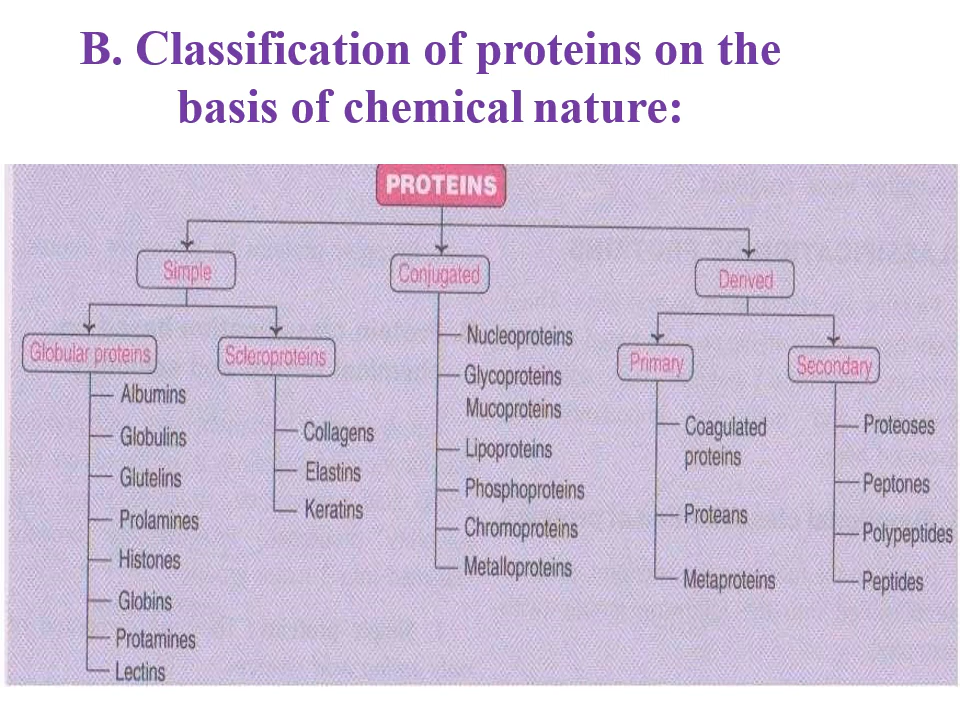 B. Classification of proteins on the
basis of chemical nature:
PROTEINS
Simple
Conjugated
Derived
Globular proteins
Scleroproteins
Primary
Secondary
Albumins
Globulins
Glutelins
Prolamines
Histones
Globins
Protamines
Lectins
Collagens
Elastins
Keratins
Nucleoproteins
Glycoproteins
Mucoproteins
Lipoproteins
Phosphoproteins
Chromoproteins
Metalloproteins
Coagulated
proteins
Proteans
Metaproteins
Proteoses
Peptones
Polypeptides
Peptides